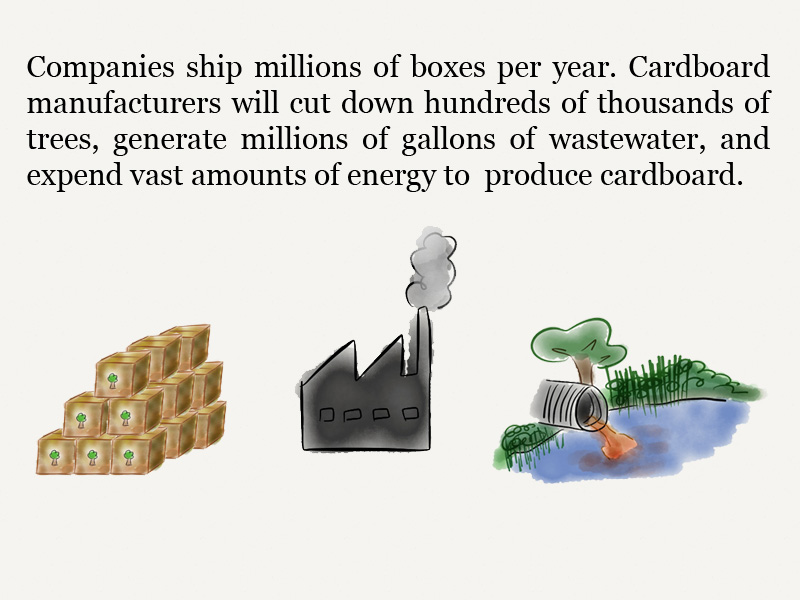 Companies ship millions of boxes per year. Cardboard
manufacturers will cut down hundreds of thousands of
trees, generate millions of gallons of wastewater, and
expend vast amounts of energy to  produce cardboard.